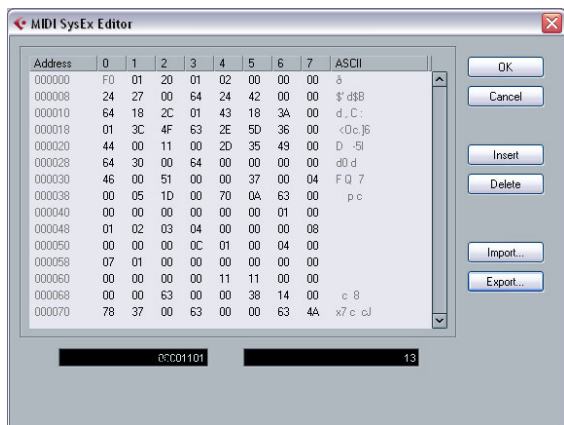 MIDI SysEx Editor
Address 0 1 2 3 4 5 6 7 ASCII
000000 F0 01 20 01 02 00 00 00 ð
000008 24 27 00 64 24 42 00 00 $' d$B
000010 64 18 2C 01 43 18 3A 00 d , C :
000018 01 3C 4F 63 2E 5D 36 00 <Oc.]6
000020 44 00 11 00 2D 35 49 00 D -5I
000028 64 30 00 64 00 00 00 00 d0 d
000030 46 00 51 00 00 37 00 04 F Q 7
000038 00 05 1D 00 70 0A 63 00 p c
000040 00 00 00 00 00 00 01 00
000048 01 02 03 04 00 00 00 08
000050 00 00 00 0C 01 00 04 00
000058 07 01 00 00 00 00 00 00
000060 00 00 00 00 11 11 00 00
000068 00 00 63 00 00 38 14 00 c 8
000070 78 37 00 63 00 00 63 4A x7 c cJ
00001101 13
OK
Cancel
Insert
Delete
Import...
Export...